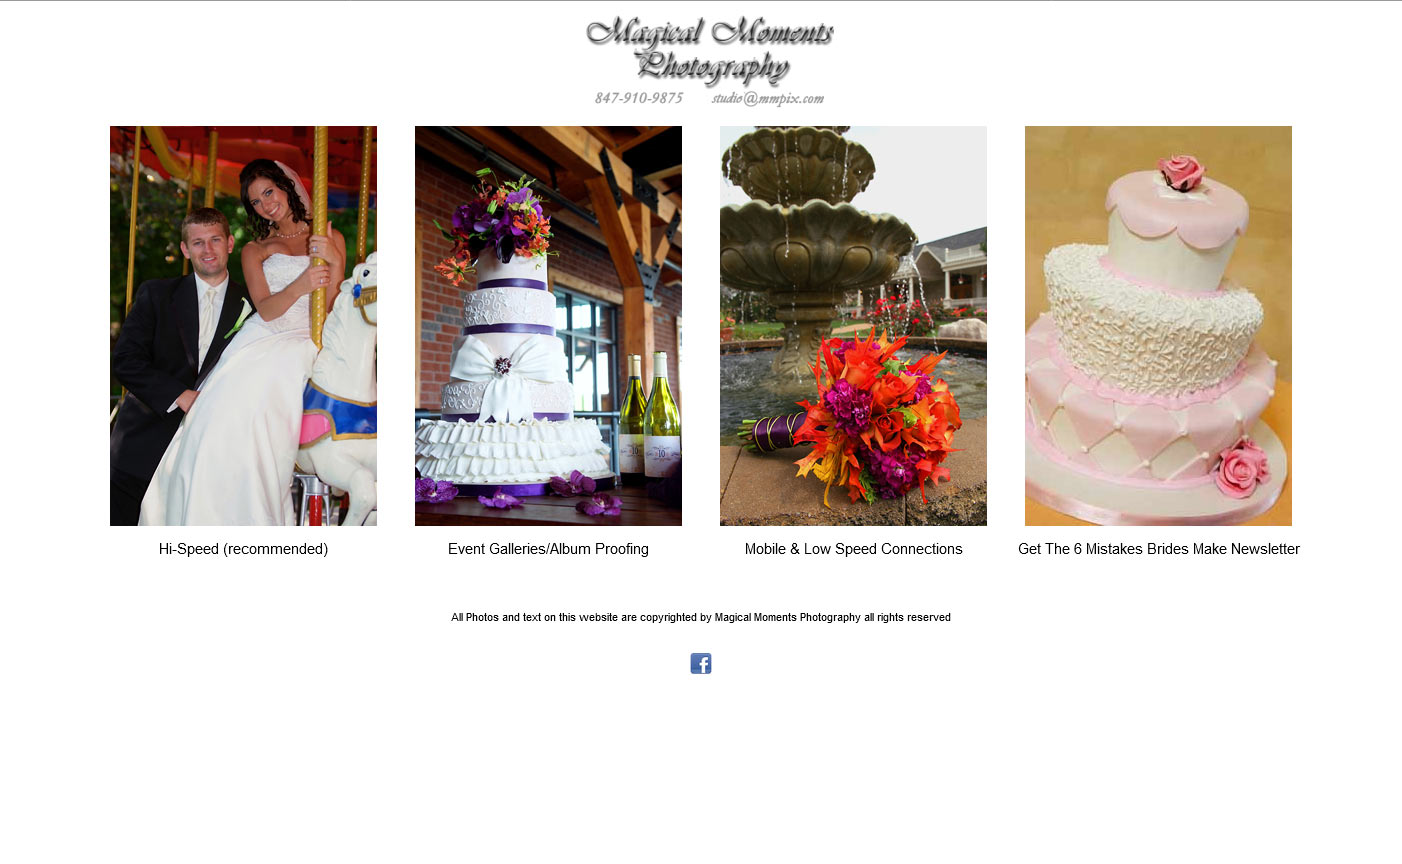 Magical Moments
Photography
847-910-9875 studio@mmpix.com
Hi-Speed (recommended)
Event Galleries/Album Proofing
Mobile & Low Speed Connections
Get The 6 Mistakes Brides Make Newsletter
All Photos and text on this website are copyrighted by Magical Moments Photography all rights reserved